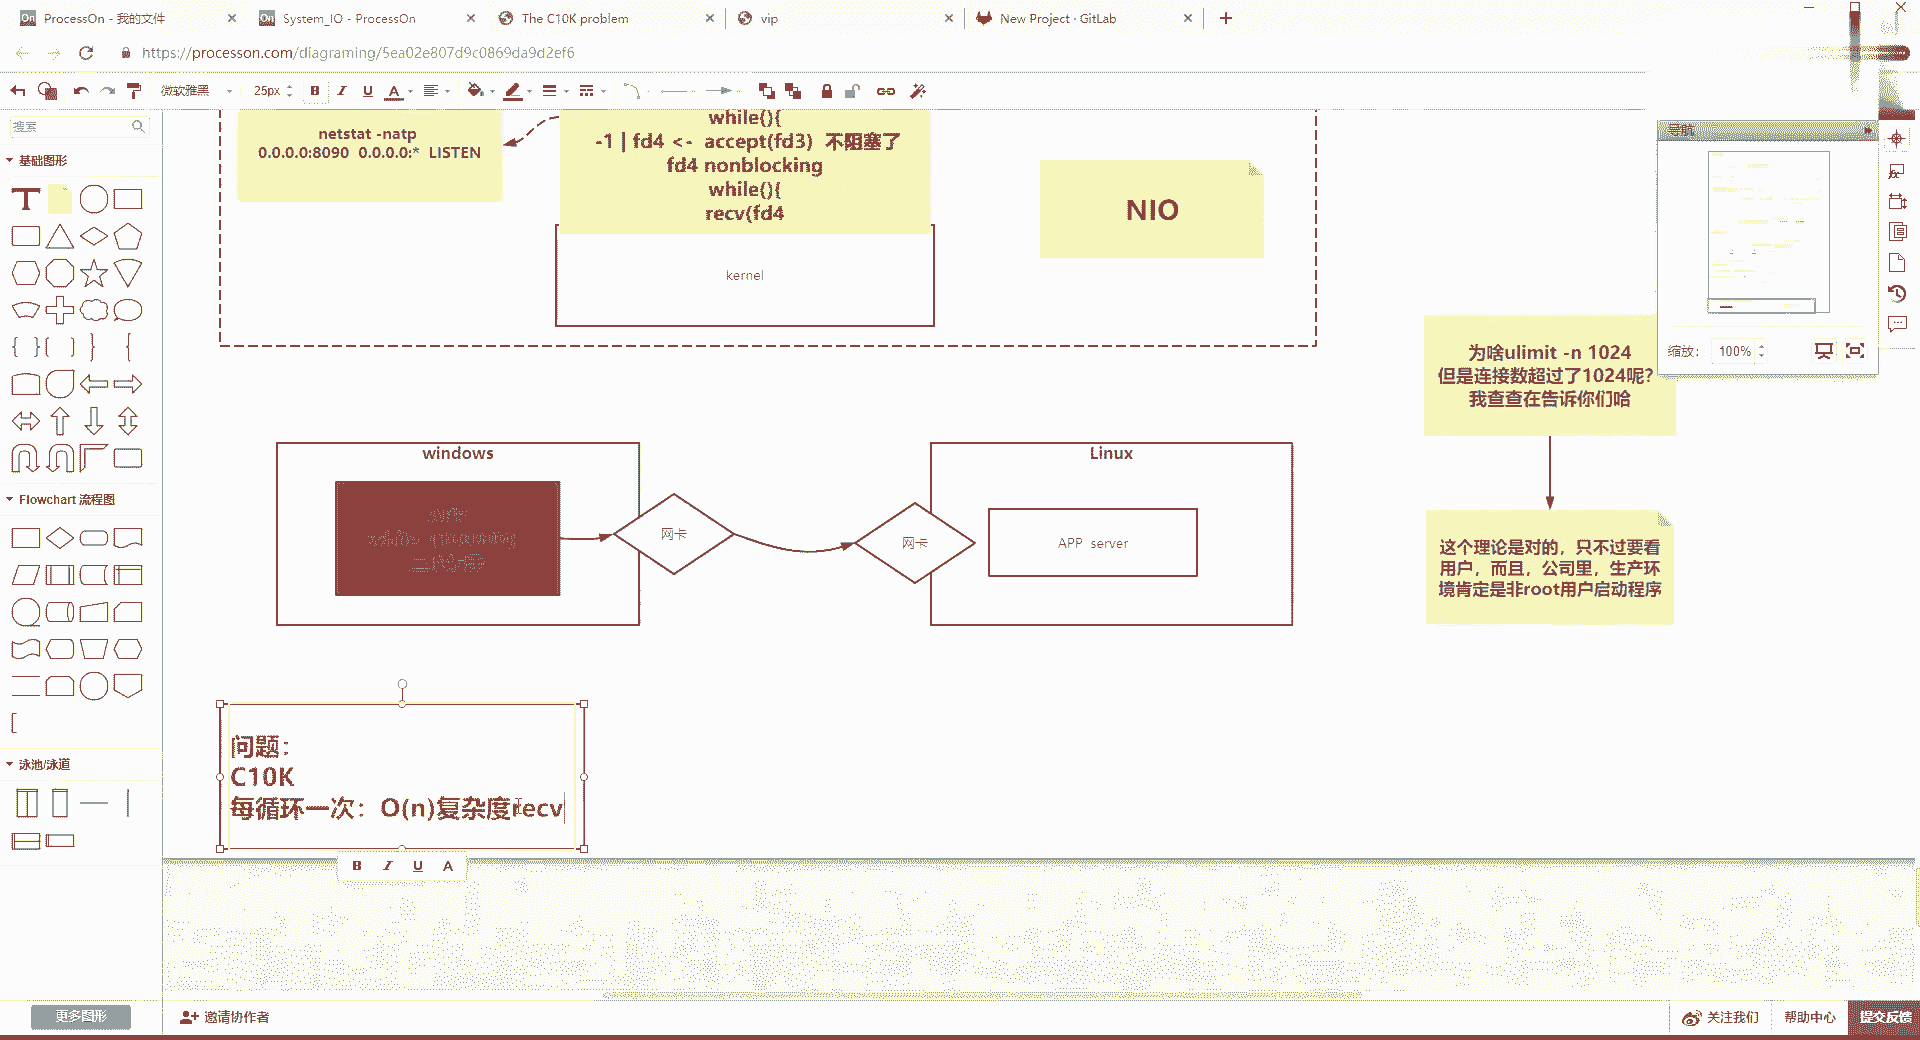 ProcessOn - 我的文件
System_IO - ProcessOn
The C10K problem
vip
New Project · GitLab
https://processon.com/diagraming/5ea02e807d9c0869da9d2ef6
微软雅黑
25px
B I U A
搜索
基础图形
T
Flowchart 流程图
泳池/泳道
更多图形
netstat -natp
0.0.0.0:8090 0.0.0.0:* LISTEN
while(){
-1 | fd4 <- accept(fd3) 不阻塞了
fd4 nonblocking
while(){
recv(fd4
kernel
NIO
导航
缩放：
100%
为啥ulimit -n 1024
但是连接数超过了1024呢?
我查查在告诉你们哈
windows
网卡
网卡
Linux
APP server
这个理论是对的，只不过要看
用户，而且，公司里，生产环
境肯定是非root用户启动程序
问题：
C10K
每循环一次：O(n)复杂度recv
B I U A
邀请协作者
关注我们
帮助中心
提交反馈